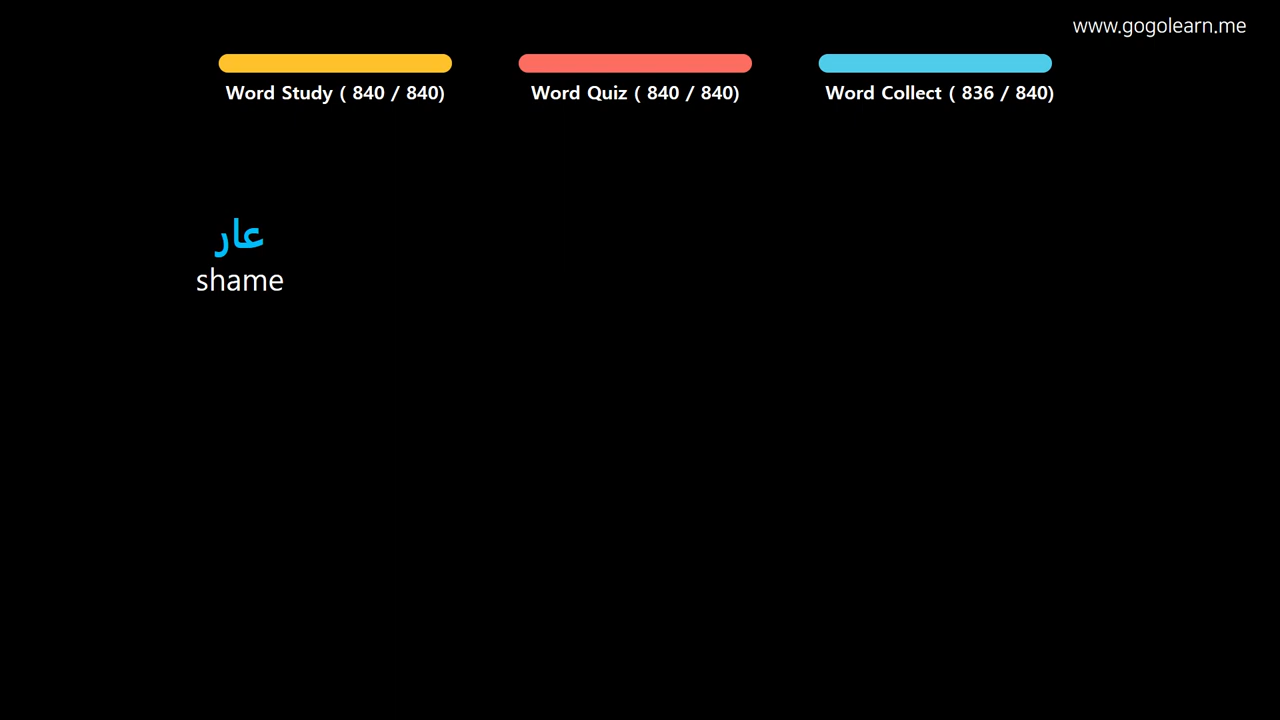 www.gogolearn.me
Word Study ( 840 / 840)
Word Quiz ( 840 / 840)
Word Collect ( 836 / 840)
عار
shame